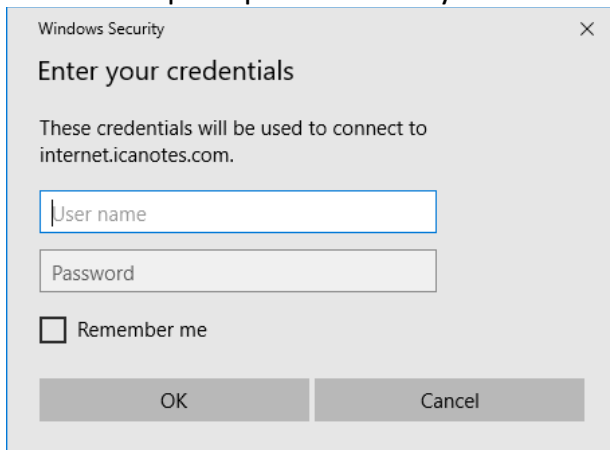 Windows Security
Enter your credentials
These credentials will be used to connect to
internet.icanotes.com.
User name
Password
Remember me
OK Cancel